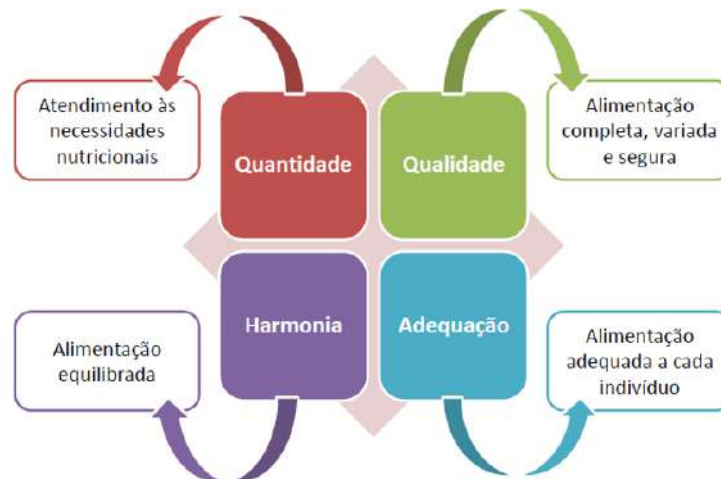 Atendimento às
necessidades
nutricionais
Quantidade
Qualidade
Alimentação
completa, variada
e segura
Alimentação
equilibrada
Harmonia
Adequação
Alimentação
adequada a cada
indivíduo